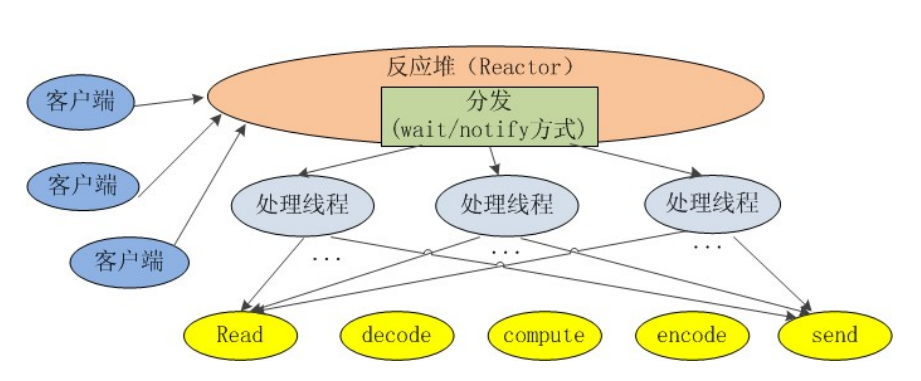 反应堆（Reactor）
分发
(wait/notify方式)
客户端
客户端
客户端
处理线程
处理线程
处理线程
...
...
...
Read
decode
compute
encode
send